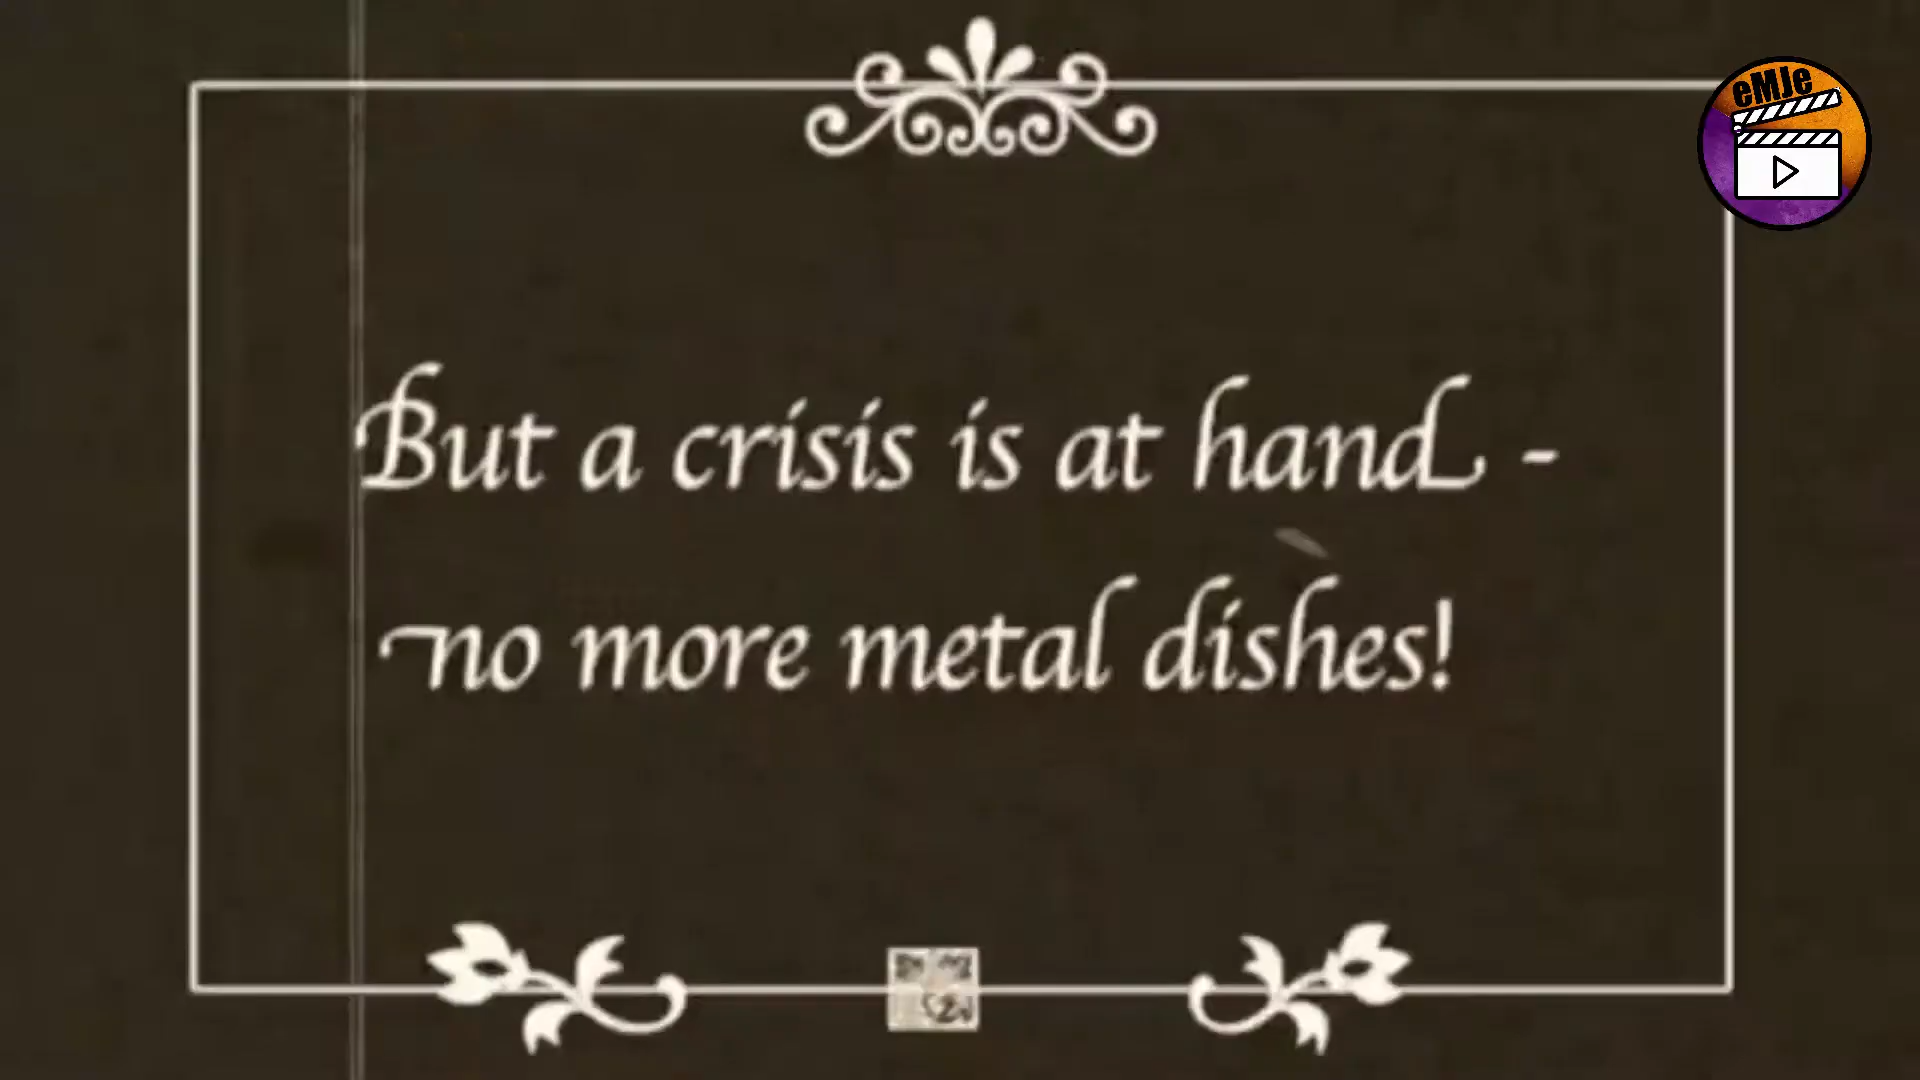 eMJe
But a crisis is at hand -
no more metal dishes!